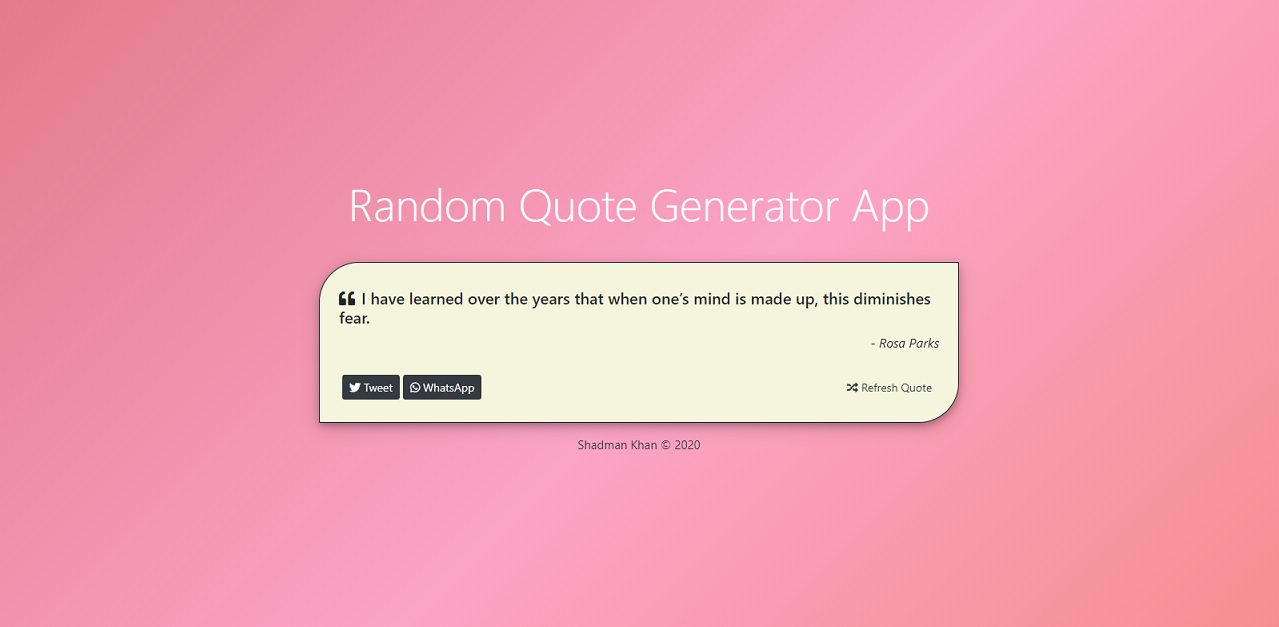 Random Quote Generator App
❝ I have learned over the years that when one’s mind is made up, this diminishes
fear.
- Rosa Parks
Tweet WhatsApp Refresh Quote
Shadman Khan © 2020